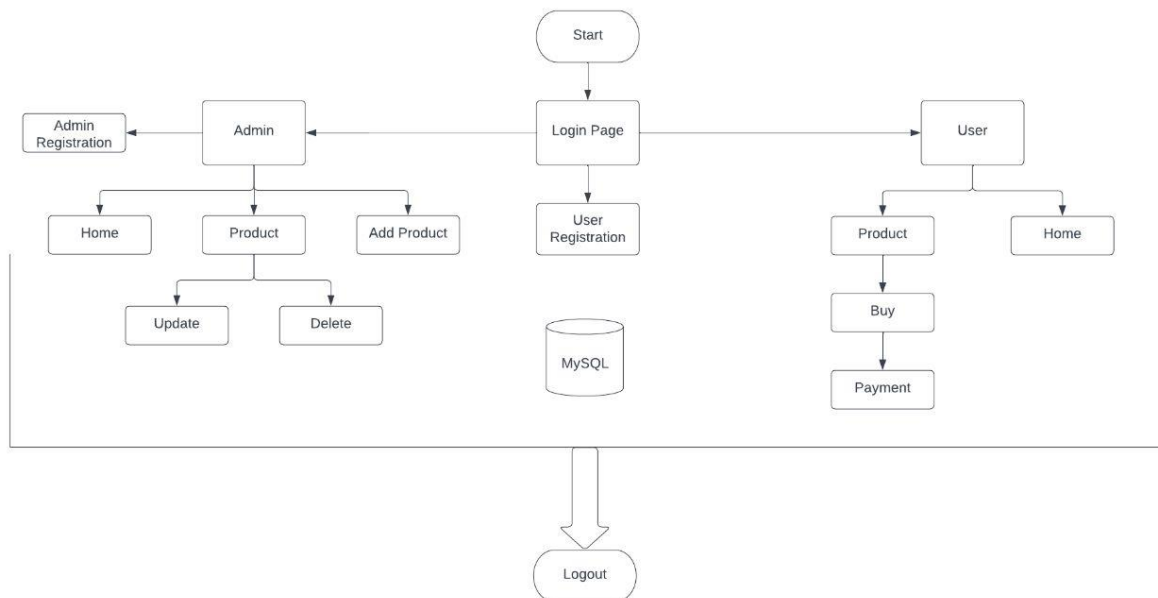 Start
Admin
Registration
Admin
Login Page
User
Home
Product
Add Product
User
Registration
Product
Home
Update
Delete
Buy
MySQL
Payment
Logout